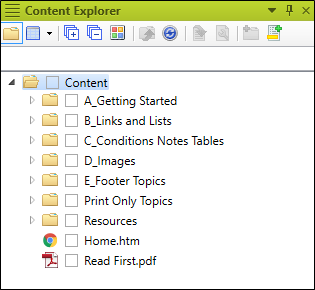 Content Explorer
Content
A_Getting Started
B_Links and Lists
C_Conditions Notes Tables
D_Images
E_Footer Topics
Print Only Topics
Resources
Home.htm
Read First.pdf